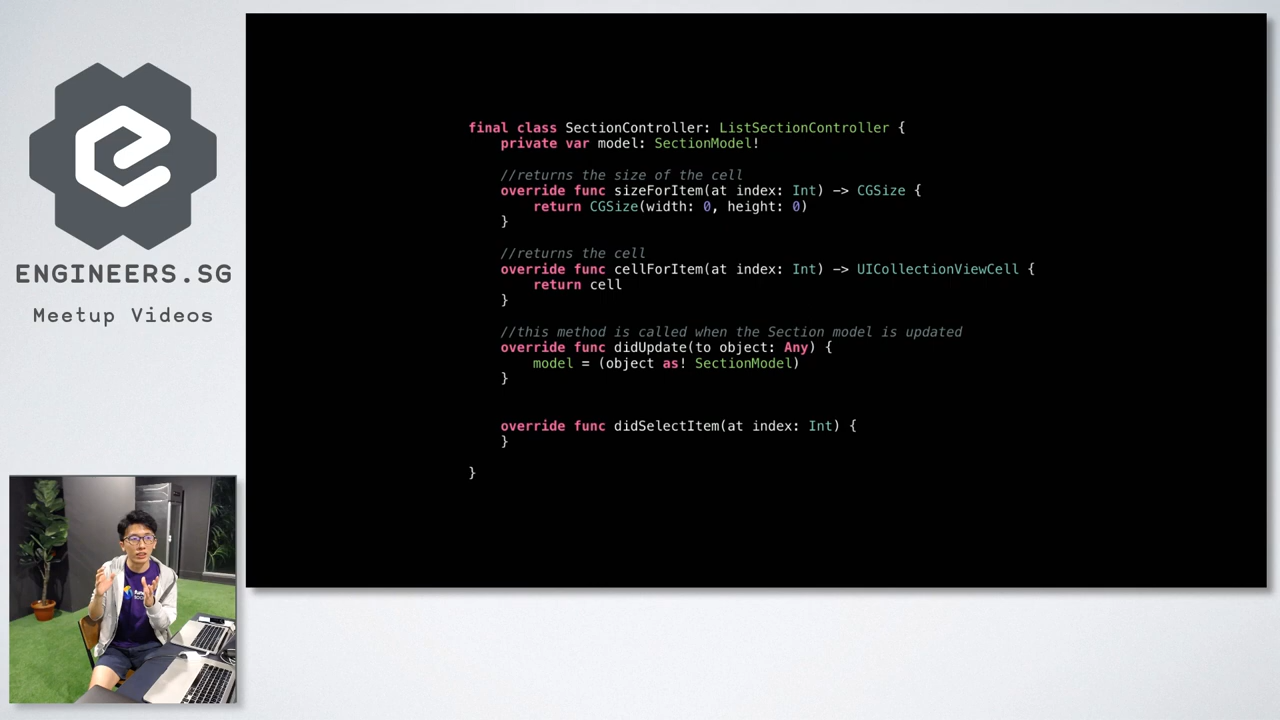 ENGINEERS.SG
Meetup Videos
final class SectionController: ListSectionController {
private var model: SectionModel!
//returns the size of the cell
override func sizeForItem(at index: Int) -> CGSize {
return CGSize(width: 0, height: 0)
}
//returns the cell
override func cellForItem(at index: Int) -> UICollectionViewCell {
return cell
}
//this method is called when the Section model is updated
override func didUpdate(to object: Any) {
model = (object as! SectionModel)
}
override func didSelectItem(at index: Int) {
}
}